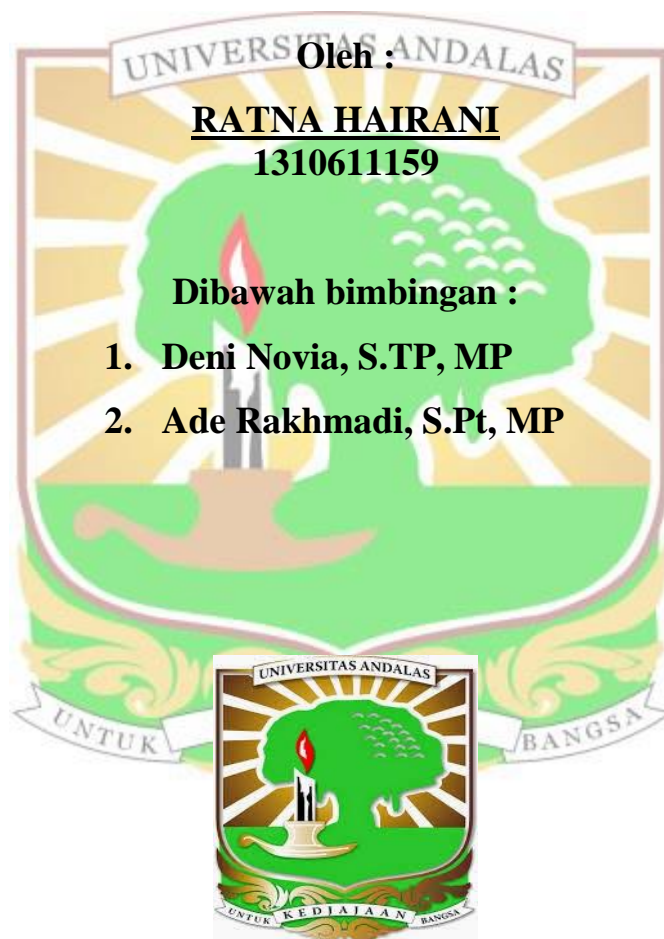 UNIVERSITAS ANDALAS
Oleh :
RATNA HAIRANI
1310611159
Dibawah bimbingan :
1. Deni Novia, S.TP, MP
2. Ade Rakhmadi, S.Pt, MP
UNTUK BANGSA
UNIVERSITAS ANDALAS
UNTUK KEDJAJAAN BANGSA